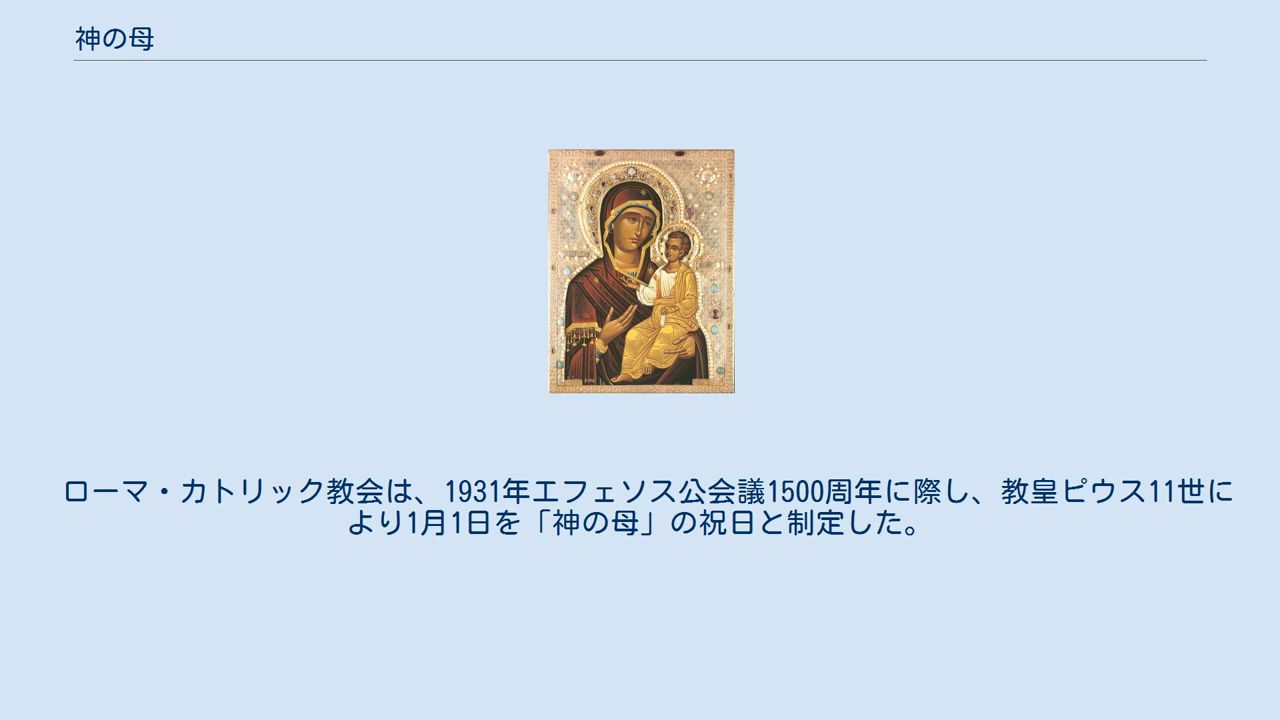 神の母
ローマ・カトリック教会は、1931年エフェソス公会議1500周年に際し、教皇ピウス11世に
より1月1日を「神の母」の祝日と制定した。